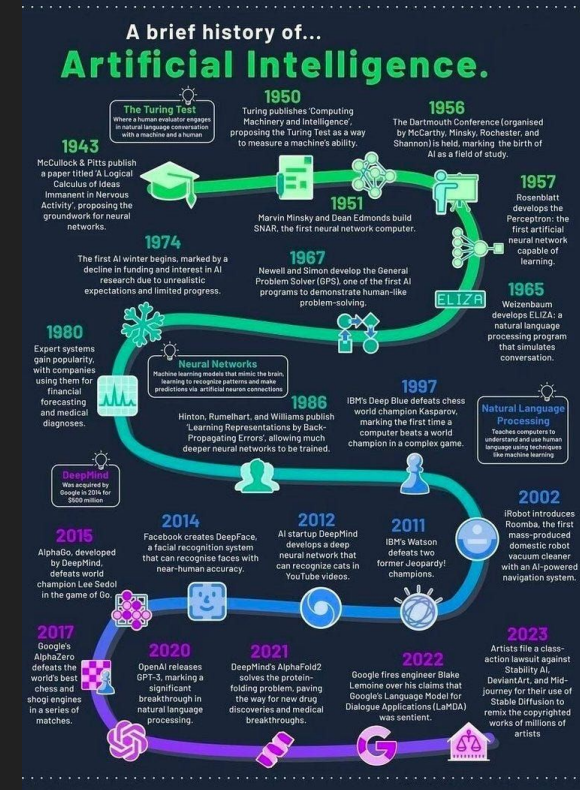 A brief history of...
Artificial Intelligence.
1943
McCullock & Pitts publish
a paper titled 'A Logical
Calculus of Ideas
Immanent in Nervous
Activity', proposing the
groundwork for neural
networks.
The Turing Test
Where a human evaluator engages
in natural language conversation
with a machine and a human
1950
Turing publishes 'Computing
Machinery and Intelligence',
proposing the Turing Test as a way
to measure a machine's ability.
1951
Marvin Minsky and Dean Edmonds build
SNAR, the first neural network computer.
1956
The Dartmouth Conference (organised
by McCarthy, Minsky, Rochester, and
Shannon) is held, marking the birth of
AI as a field of study.
1957
Rosenblatt
develops the
Perceptron: the
first artificial
neural network
capable of
learning.
ELIZA
1965
Weizenbaum
develops ELIZA: a
natural language
processing program
that simulates
conversation.
1967
Newell and Simon develop the General
Problem Solver (GPS), one of the first AI
programs to demonstrate human-like
problem-solving.
1974
The first AI winter begins, marked by a
decline in funding and interest in AI
research due to unrealistic
expectations and limited progress.
1980
Expert systems
gain popularity,
with companies
using them for
financial
forecasting
and medical
diagnoses.
Neural Networks
Machine learning models that mimic the brain,
learning to recognize patterns and make
predictions via artificial neuron connections
1986
Hinton, Rumelhart, and Williams publish
'Learning Representations by Back-
Propagating Errors', allowing much
deeper neural networks to be trained.
1997
IBM's Deep Blue defeats chess
world champion Kasparov,
marking the first time a
computer beats a world
champion in a complex game.
Natural Language
Processing
Teaches computers to
understand and use human
language using techniques
like machine learning
2002
iRobot introduces
Roomba, the first
mass-produced
domestic robot
vacuum cleaner
with an AI-powered
navigation system.
2011
IBM's Watson
defeats two
former Jeopardy!
champions.
2012
AI startup DeepMind
develops a deep
neural network that
can recognize cats in
YouTube videos.
2014
Facebook creates DeepFace,
a facial recognition system
that can recognise faces with
near-human accuracy.
DeepMind
Was acquired by
Google in 2014 for
$500 million
2015
AlphaGo, developed
by DeepMind,
defeats world
champion Lee Sedol
in the game of Go.
2017
Google's
AlphaZero
defeats the
world's best
chess and
shogi engines
in a series of
matches.
2020
OpenAI releases
GPT-3, marking a
significant
breakthrough in
natural language
processing.
2021
DeepMind's AlphaFold2
solves the protein-
folding problem, paving
the way for new drug
discoveries and medical
breakthroughs.
2022
Google fires engineer Blake
Lemoine over his claims that
Google's Language Model for
Dialogue Applications (LaMDA)
was sentient.
2023
Artists file a class-
action lawsuit against
Stability AI,
DeviantArt, and Mid-
journey for their use of
Stable Diffusion to
remix the copyrighted
works of millions of
artists